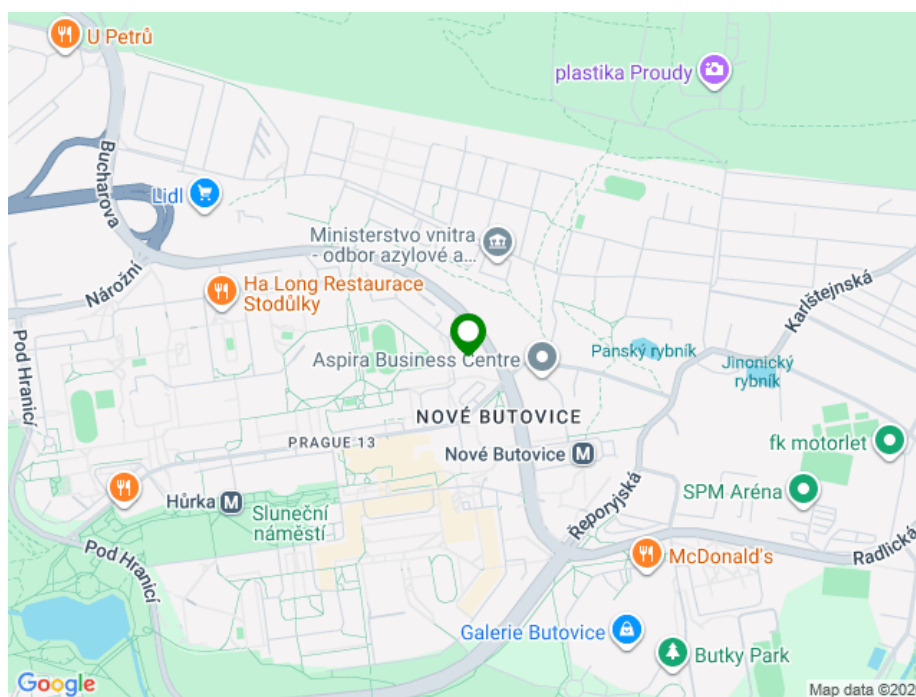 U Petrů
plastika Proudy
Bucharova
Lidl
Ministerstvo vnitra
- odbor azylové a...
Nárožní
Ha Long Restaurace
Stodůlky
Karlštejnská
Pod Hranicí
Aspira Business Centre
Panský rybník
Jinonický
rybník
NOVÉ BUTOVICE
PRAGUE 13
Nové Butovice M
fk motorlet
Hůrka M
SPM Aréna
Sluneční
náměstí
Řeporyjská
Pod Hranicí
McDonald's
Radlická
Galerie Butovice
Butky Park
Google
Map data ©202